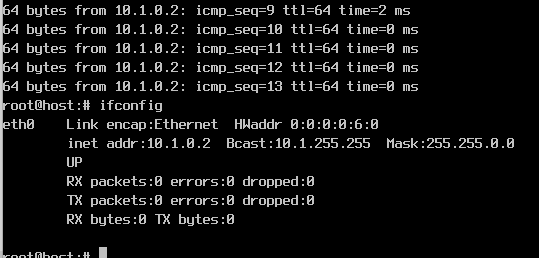 64 bytes from 10.1.0.2: icmp_seq=9 ttl=64 time=2 ms
64 bytes from 10.1.0.2: icmp_seq=10 ttl=64 time=0 ms
64 bytes from 10.1.0.2: icmp_seq=11 ttl=64 time=0 ms
64 bytes from 10.1.0.2: icmp_seq=12 ttl=64 time=0 ms
64 bytes from 10.1.0.2: icmp_seq=13 ttl=64 time=0 ms
root@host:# ifconfig
eth0 Link encap:Ethernet HWaddr 0:0:0:0:6:0
inet addr:10.1.0.2 Bcast:10.1.255.255 Mask:255.255.0.0
UP
RX packets:0 errors:0 dropped:0
TX packets:0 errors:0 dropped:0
RX bytes:0 TX bytes:0
root@host:#